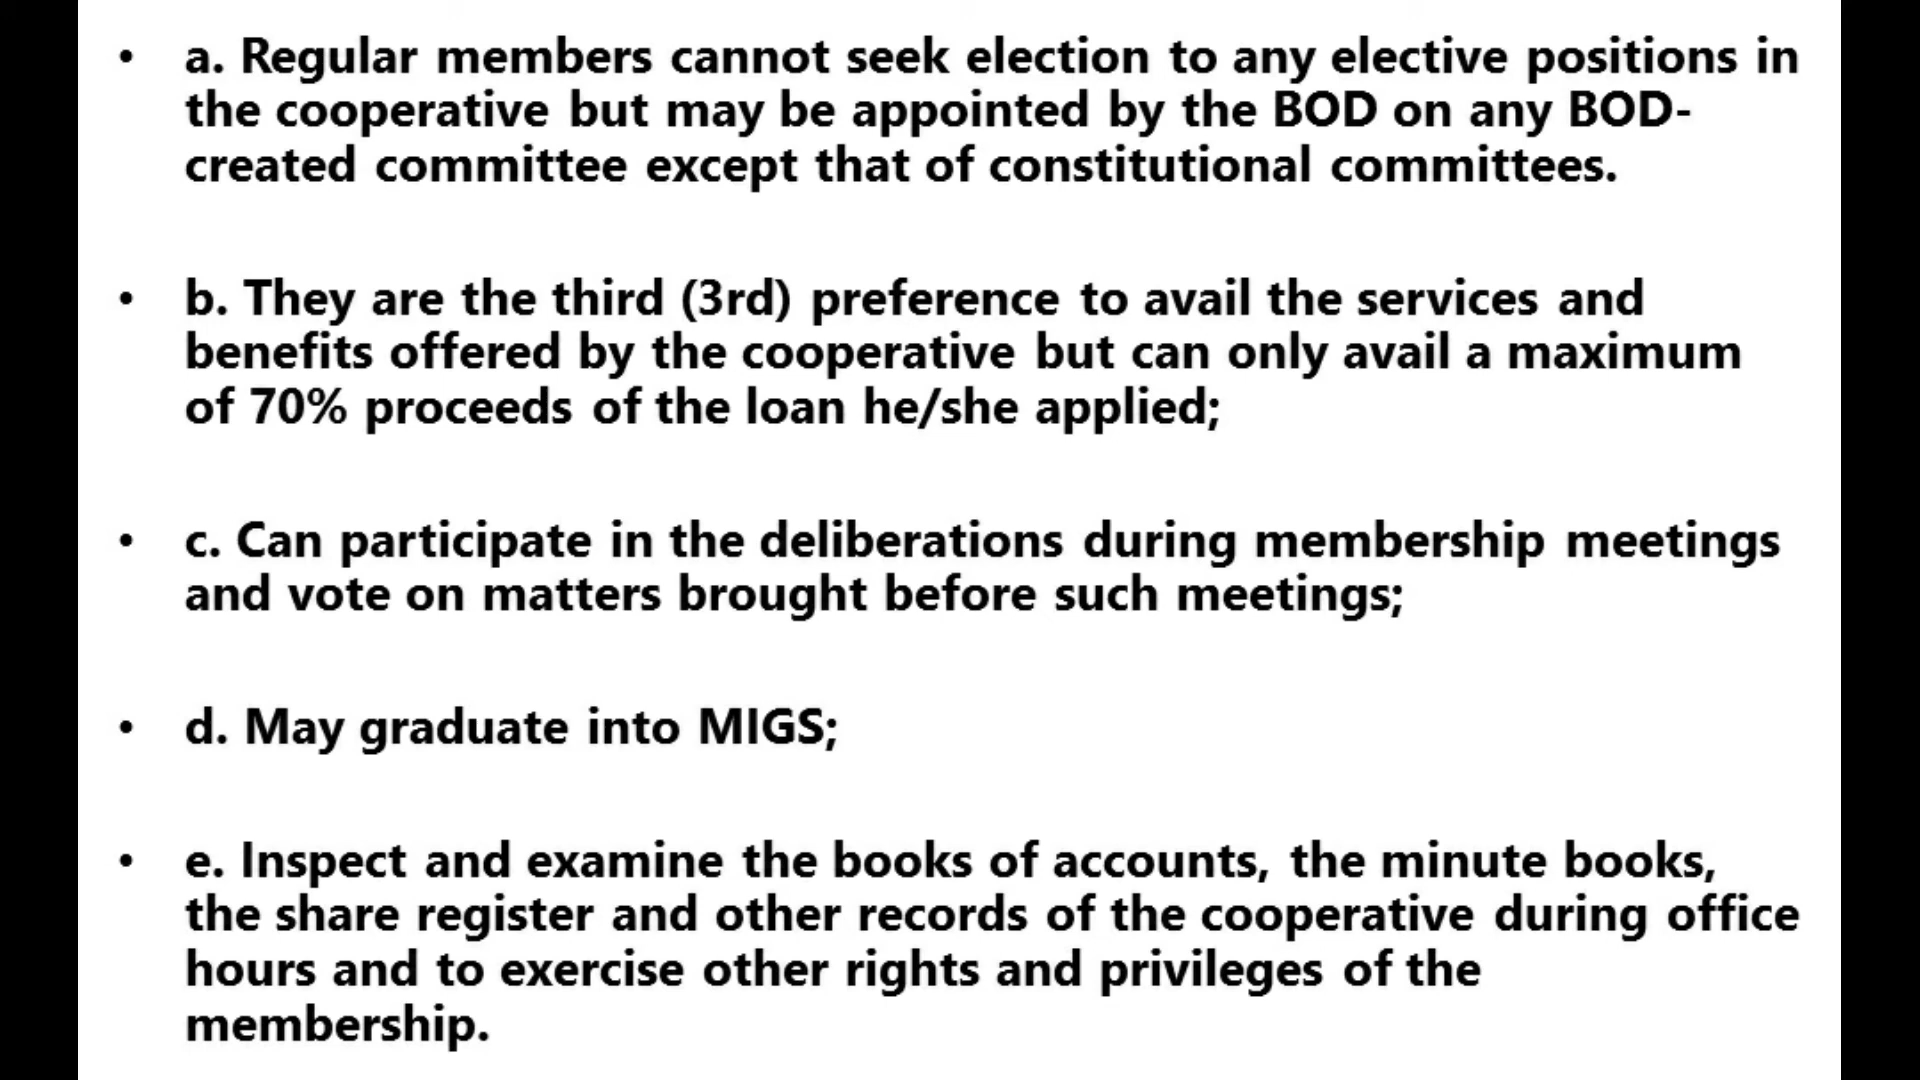 • a. Regular members cannot seek election to any elective positions in
the cooperative but may be appointed by the BOD on any BOD-
created committee except that of constitutional committees.
• b. They are the third (3rd) preference to avail the services and
benefits offered by the cooperative but can only avail a maximum
of 70% proceeds of the loan he/she applied;
• c. Can participate in the deliberations during membership meetings
and vote on matters brought before such meetings;
• d. May graduate into MIGS;
• e. Inspect and examine the books of accounts, the minute books,
the share register and other records of the cooperative during office
hours and to exercise other rights and privileges of the
membership.